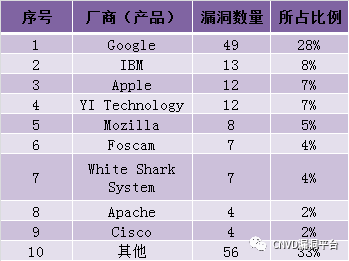 序号 厂商（产品） 漏洞数量 所占比例
1 Google 49 28%
2 IBM 13 8%
3 Apple 12 7%
4 YI Technology 12 7%
5 Mozilla 8 5%
6 Foscam 7 4%
7 White Shark System 7 4%
8 Apache 4 2%
9 Cisco 4 2%
10 其他 56 33%
CNVD漏洞平台